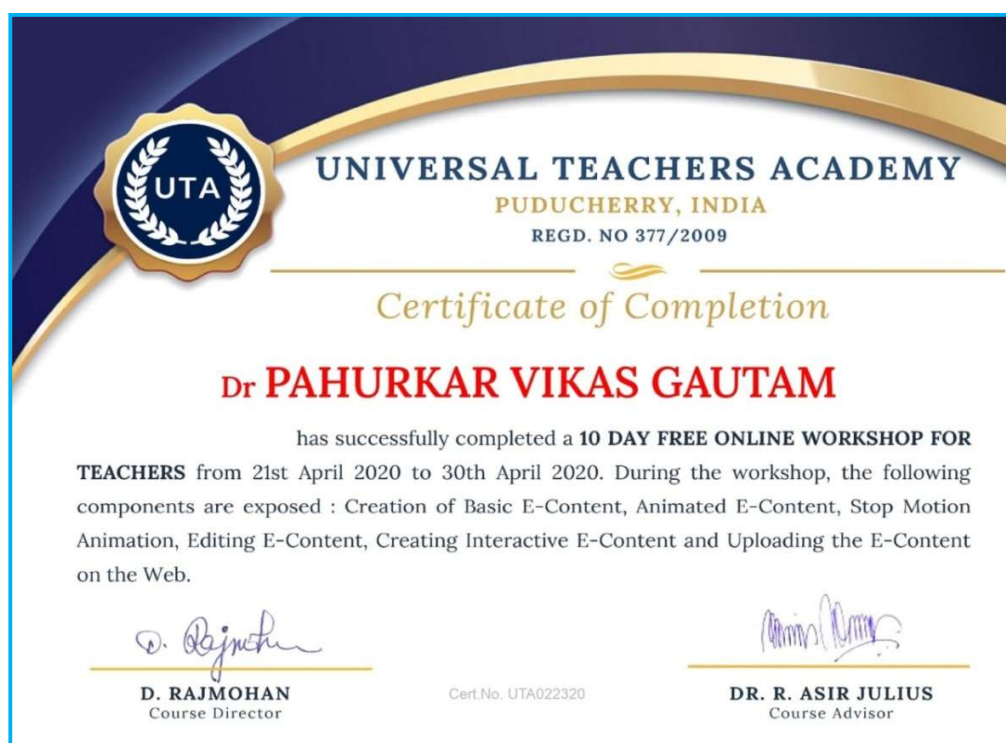 UTA
UNIVERSAL TEACHERS ACADEMY
PUDUCHERRY, INDIA
REGD. NO 377/2009
Certificate of Completion
Dr PAHURKAR VIKAS GAUTAM
has successfully completed a 10 DAY FREE ONLINE WORKSHOP FOR
TEACHERS from 21st April 2020 to 30th April 2020. During the workshop, the following
components are exposed : Creation of Basic E-Content, Animated E-Content, Stop Motion
Animation, Editing E-Content, Creating Interactive E-Content and Uploading the E-Content
on the Web.
D. Rajmohan
D. RAJMOHAN
Course Director
Cert.No. UTA022320
DR. R. ASIR JULIUS
Course Advisor